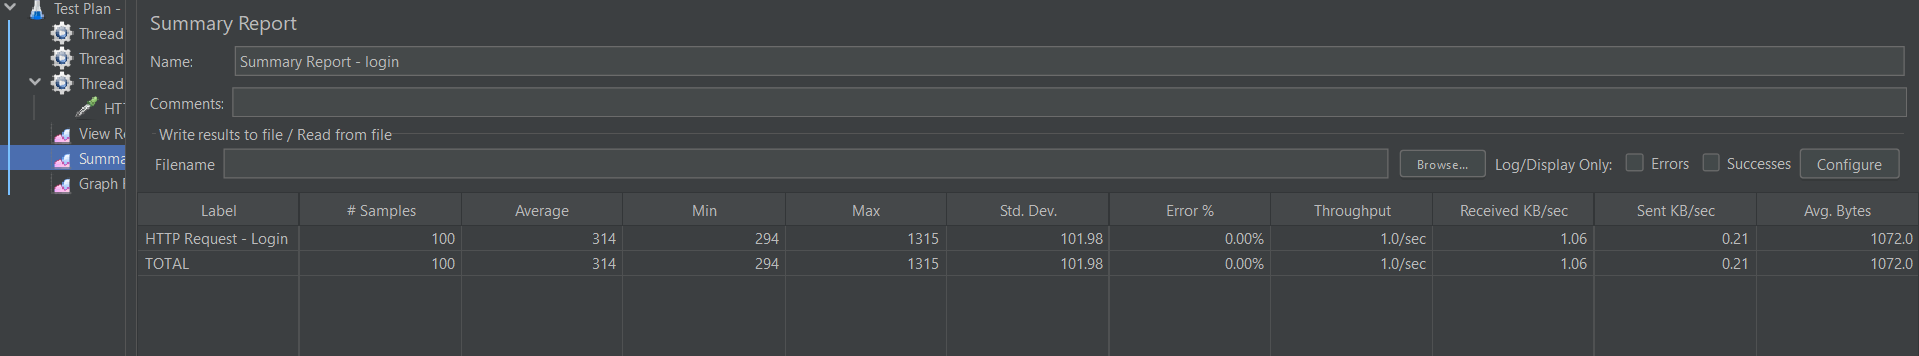 Test Plan -
Summary Report
Thread
Name: Summary Report - login
Thread
Thread
Comments:
HT
View Re
Write results to file / Read from file
Summa
Filename Browse... Log/Display Only: Errors Successes Configure
Graph
Label # Samples Average Min Max Std. Dev. Error % Throughput Received KB/sec Sent KB/sec Avg. Bytes
HTTP Request - Login 100 314 294 1315 101.98 0.00% 1.0/sec 1.06 0.21 1072.0
TOTAL 100 314 294 1315 101.98 0.00% 1.0/sec 1.06 0.21 1072.0